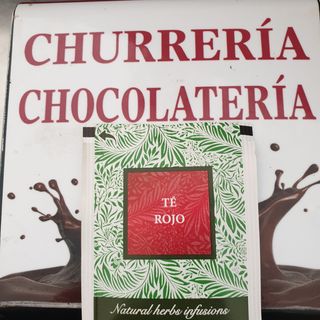 CHURRERÍA
CHOCOLATERÍA
TÉ
ROJO
Natural herbs infusions